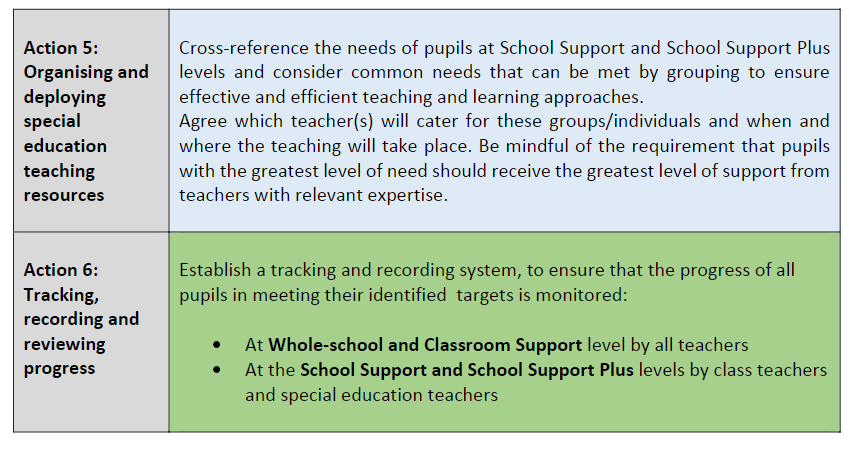 Action 5:
Organising and
deploying
special
education
teaching
resources
Cross-reference the needs of pupils at School Support and School Support Plus
levels and consider common needs that can be met by grouping to ensure
effective and efficient teaching and learning approaches.
Agree which teacher(s) will cater for these groups/individuals and when and
where the teaching will take place. Be mindful of the requirement that pupils
with the greatest level of need should receive the greatest level of support from
teachers with relevant expertise.
Action 6:
Tracking,
recording and
reviewing
progress
Establish a tracking and recording system, to ensure that the progress of all
pupils in meeting their identified targets is monitored:
• At Whole-school and Classroom Support level by all teachers
• At the School Support and School Support Plus levels by class teachers
and special education teachers